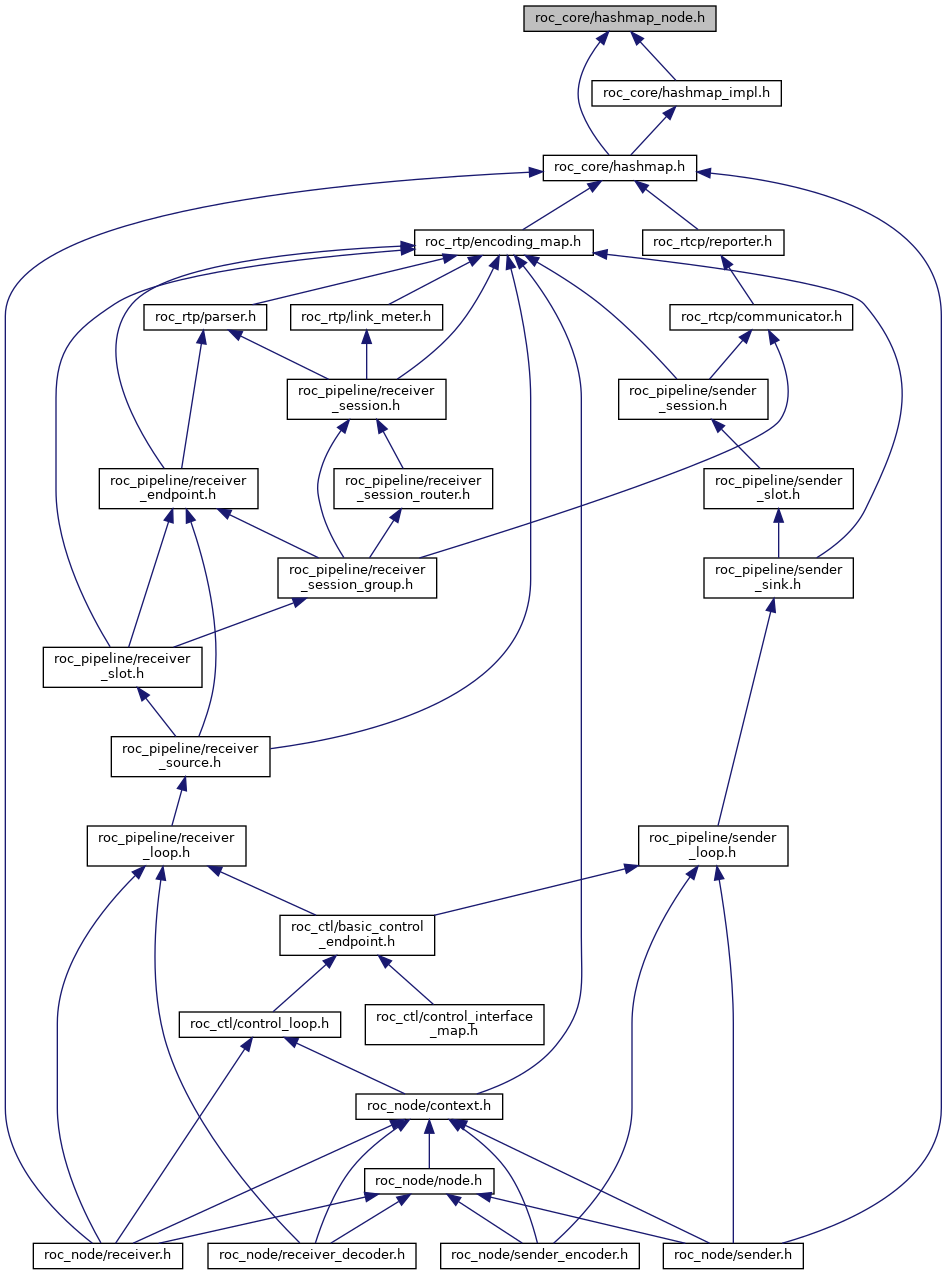 roc_core/hashmap_node.h
roc_core/hashmap_impl.h
roc_core/hashmap.h
roc_rtp/encoding_map.h
roc_rtcp/reporter.h
roc_rtp/parser.h
roc_rtp/link_meter.h
roc_rtcp/communicator.h
roc_pipeline/receiver
_session.h
roc_pipeline/sender
_session.h
roc_pipeline/receiver
_endpoint.h
roc_pipeline/receiver
_session_router.h
roc_pipeline/sender
_slot.h
roc_pipeline/receiver
_session_group.h
roc_pipeline/sender
_sink.h
roc_pipeline/receiver
_slot.h
roc_pipeline/receiver
_source.h
roc_pipeline/receiver
_loop.h
roc_pipeline/sender
_loop.h
roc_ctl/basic_control
_endpoint.h
roc_ctl/control_loop.h
roc_ctl/control_interface
_map.h
roc_node/context.h
roc_node/node.h
roc_node/receiver.h
roc_node/receiver_decoder.h
roc_node/sender_encoder.h
roc_node/sender.h